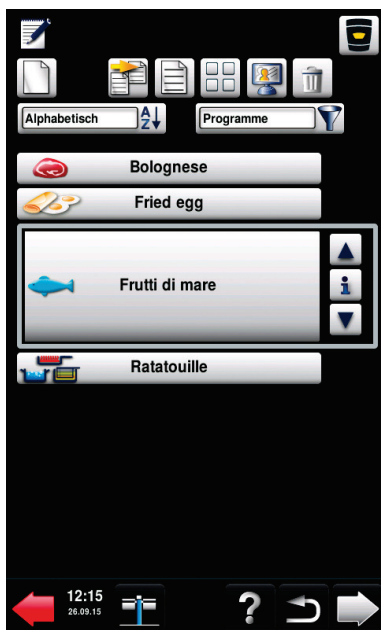 Alphabetisch A Z Programme
Bolognese
Fried egg
Frutti di mare
i
Ratatouille
12:15
26.09.15
?